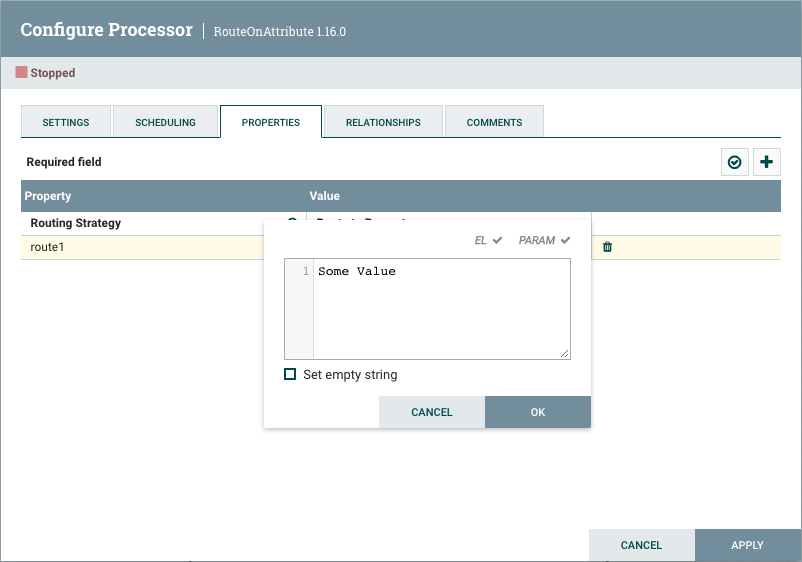 Configure Processor | RouteOnAttribute 1.16.0
Stopped
SETTINGS SCHEDULING PROPERTIES RELATIONSHIPS COMMENTS
Required field
Property Value
Routing Strategy
route1
EL PARAM
1 Some Value
Set empty string
CANCEL OK
CANCEL APPLY